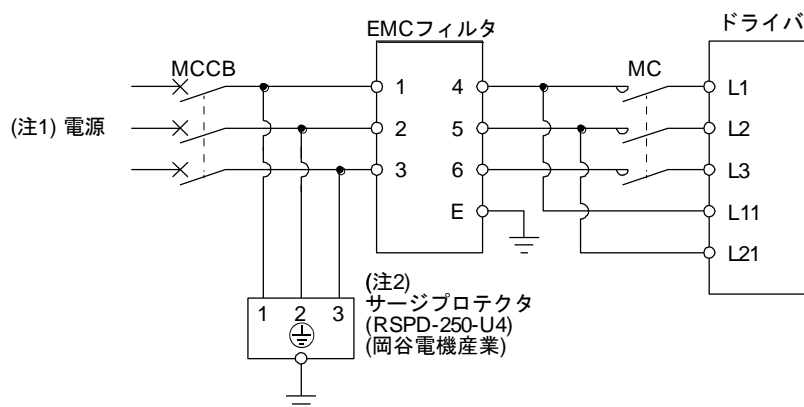 ドライバ
EMCフィルタ
MCCB
MC
1 4
L1
(注1) 電源
2 5
L2
3 6
L3
E
L11
L21
(注2)
サージプロテクタ
(RSPD-250-U4)
(岡谷電機産業)
1 2 3